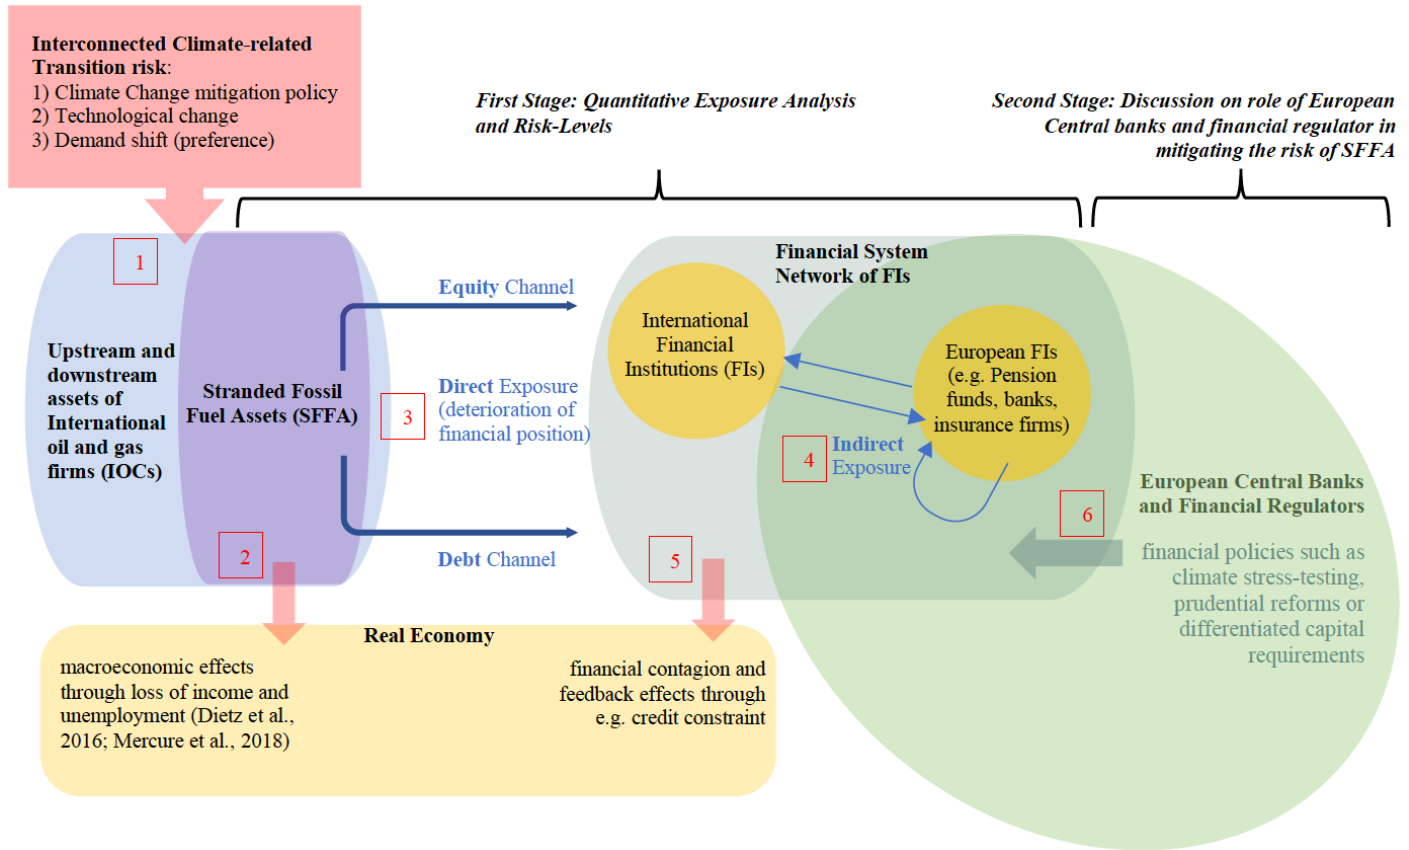 Interconnected Climate-related
Transition risk:
1) Climate Change mitigation policy
2) Technological change
3) Demand shift (preference)
First Stage: Quantitative Exposure Analysis
and Risk-Levels
Second Stage: Discussion on role of European
Central banks and financial regulator in
mitigating the risk of SFFA
1
Upstream and
downstream
assets of
International
oil and gas
firms (IOCs)
Stranded Fossil
Fuel Assets (SFFA)
2
Equity Channel
3
Direct Exposure
(deterioration of
financial position)
Debt Channel
Financial System
Network of FIs
International
Financial
Institutions (FIs)
European FIs
(e.g. Pension
funds, banks,
insurance firms)
4
Indirect
Exposure
5
6
European Central Banks
and Financial Regulators
financial policies such as
climate stress-testing,
prudential reforms or
differentiated capital
requirements
Real Economy
macroeconomic effects
through loss of income and
unemployment (Dietz et al.,
2016; Mercure et al., 2018)
financial contagion and
feedback effects through
e.g. credit constraint